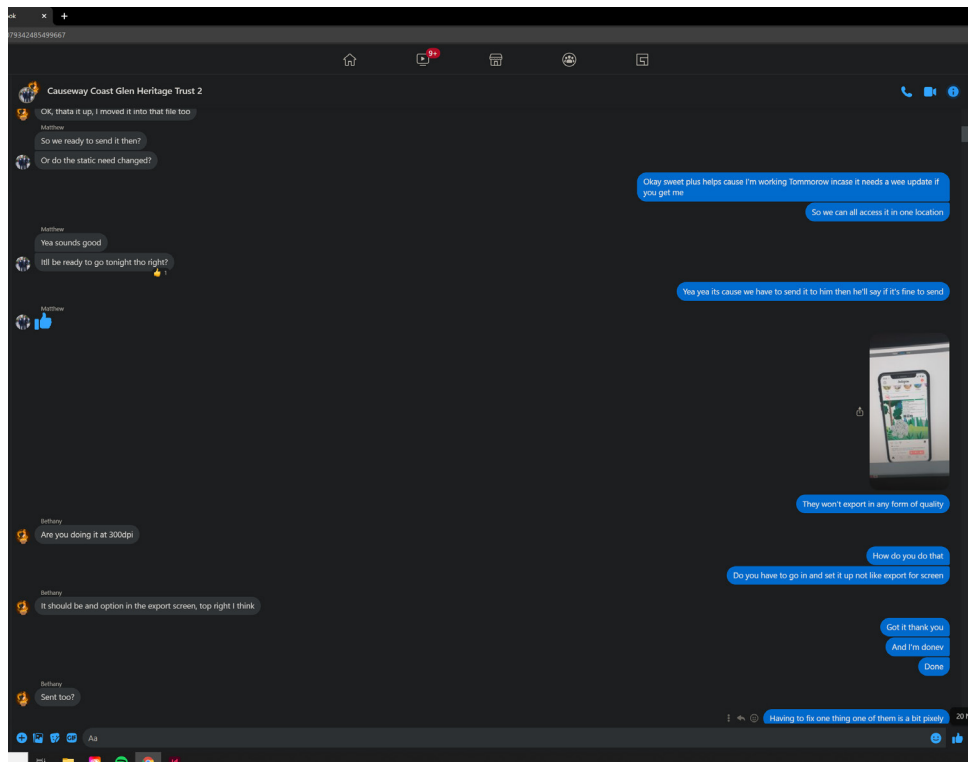 ook
079342485499667
9+
Causeway Coast Glen Heritage Trust 2
OK, thata it up, I moved it into that file too
Matthew
So we ready to send it then?
Or do the static need changed?
Okay sweet plus helps cause I'm working Tommorow incase it needs a wee update if
you get me
So we can all access it in one location
Matthew
Yea sounds good
Itll be ready to go tonight tho right?
1
Yea yea its cause we have to send it to him then he'll say if it's fine to send
Matthew
They won't export in any form of quality
Bethany
Are you doing it at 300dpi
How do you do that
Do you have to go in and set it up not like export for screen
Bethany
It should be and option in the export screen, top right I think
Got it thank you
And I'm donev
Done
Bethany
Sent too?
Having to fix one thing one of them is a bit pixely
20 N
GIF
Aa